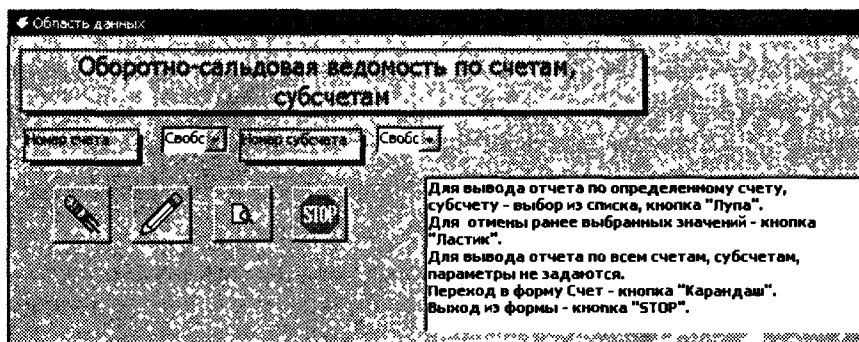 Область данных
Оборотно-сальдовая ведомость по счетам,
субсчетам
Номер счета Свобс Номер субсчета Свобс
STOP
Для вывода отчета по определенному счету,
субсчету - выбор из списка, кнопка "Лупа".
Для отмены ранее выбранных значений - кнопка
"Ластик".
Для вывода отчета по всем счетам, субсчетам,
параметры не задаются.
Переход в форму Счет - кнопка "Карандаш".
Выход из формы - кнопка "STOP".